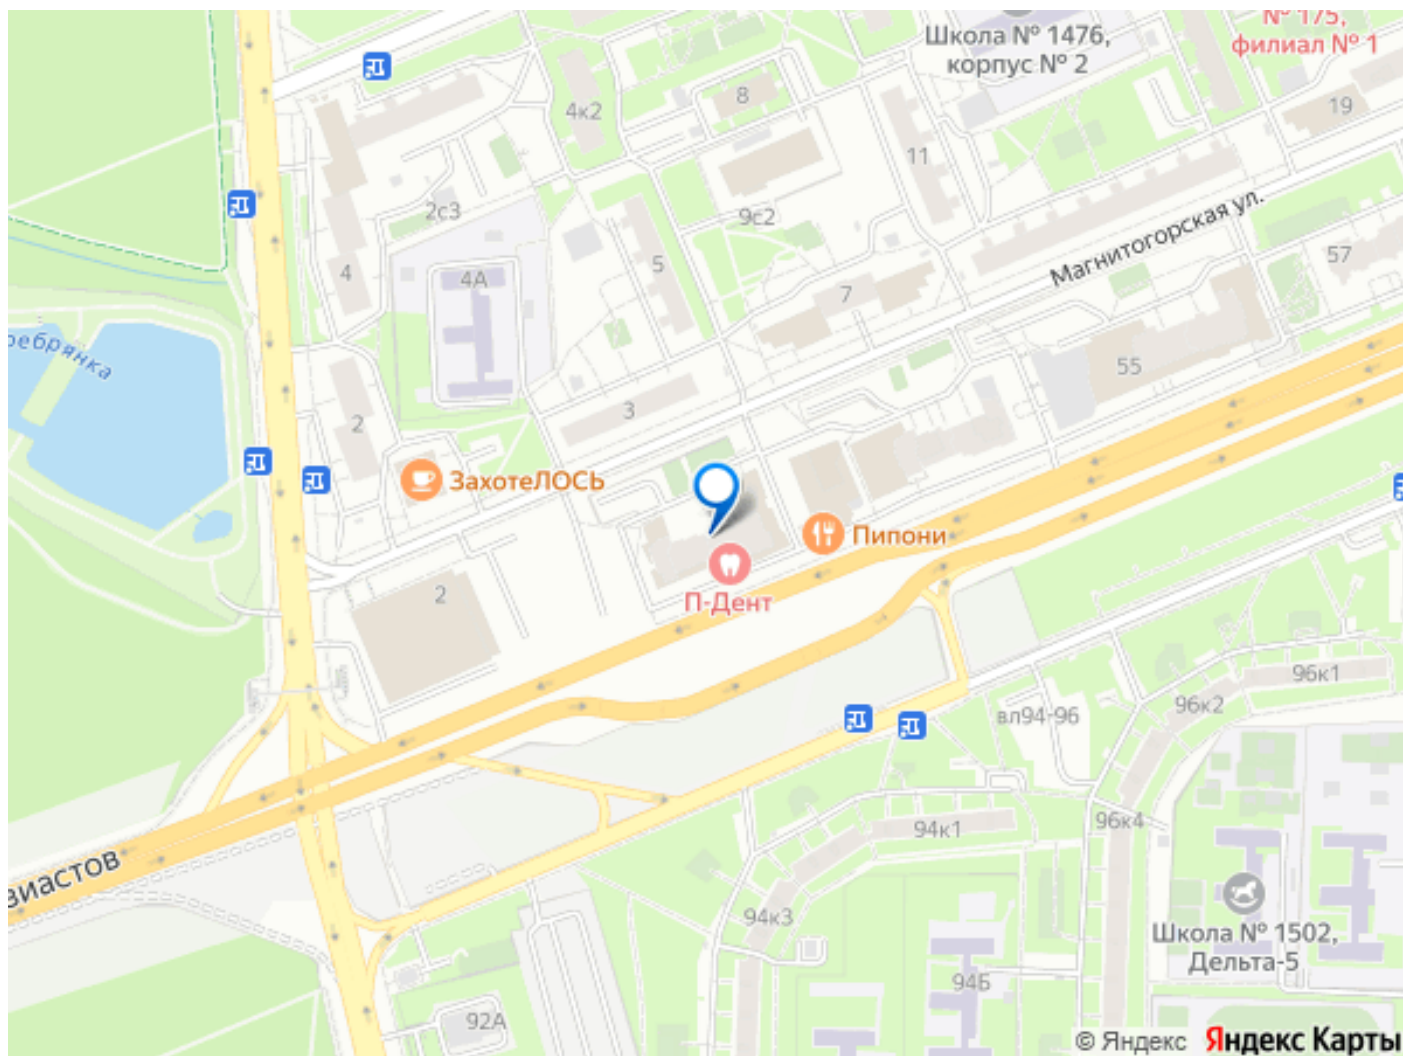 № 175,
филиал № 1
Школа № 1476,
корпус № 2
8
4к2
19
11
2с3
9с2
Магнитогорская ул.
57
4
4А
5
7
ребрянка
55
2
3
ЗахотеЛОСЬ
Пипони
П-Дент
2
96к1
96к2
вл94-96
94к1
96к4
виастов
94к3
Школа № 1502,
Дельта-5
94Б
92А
© Яндекс Яндекс Карты